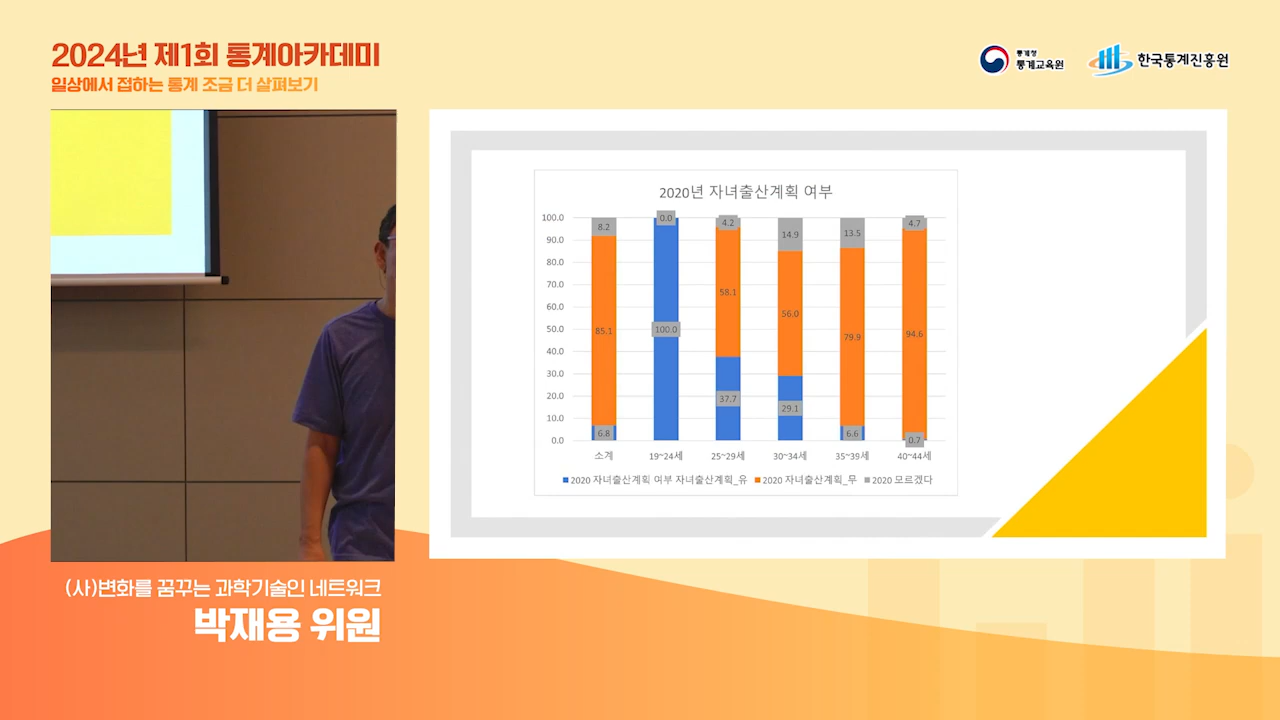 2024년 제1회 통계아카데미
일상에서 접하는 통계 조금 더 살펴보기
통계청
통계교육원
한국통계진흥원
2020년 자녀출산계획 여부
100.0
90.0
80.0
70.0
60.0
50.0
40.0
30.0
20.0
10.0
0.0
8.2
85.1
6.8
0.0
100.0
4.2
58.1
37.7
14.9
56.0
29.1
13.5
79.9
6.6
4.7
94.6
0.7
소계 19~24세 25~29세 30~34세 35~39세 40~44세
2020 자녀출산계획 여부 자녀출산계획_유 2020 자녀출산계획_무 2020 모르겠다
(사)변화를 꿈꾸는 과학기술인 네트워크
박재용 위원